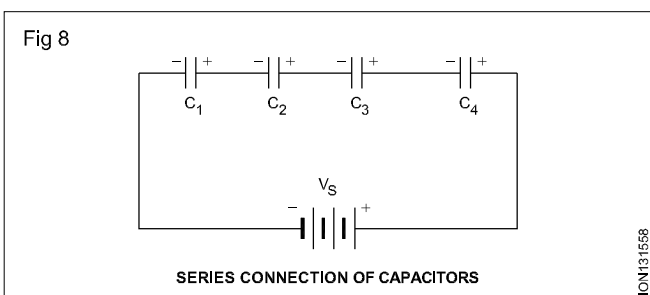 Fig 8
– + – + – + – +
C1 C2 C3 C4
VS
– +
SERIES CONNECTION OF CAPACITORS
ION131558